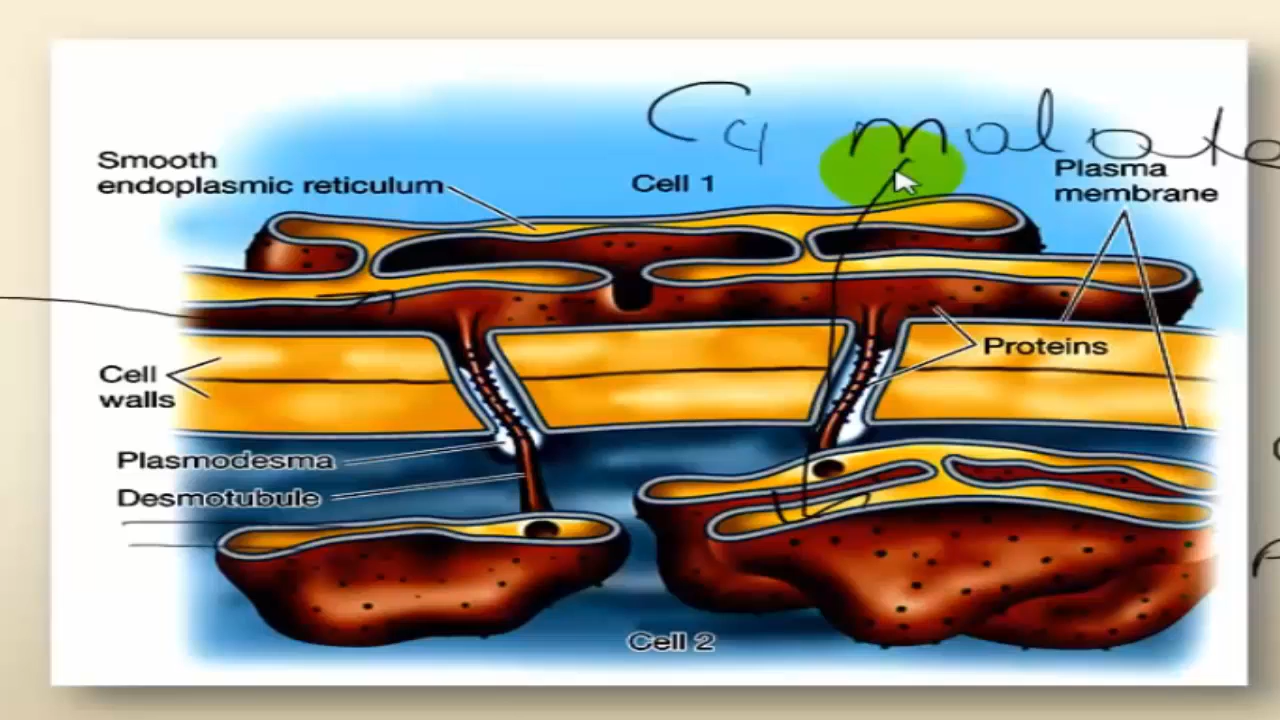 C4 malate
Smooth
endoplasmic reticulum
Cell 1
Plasma
membrane
Proteins
Cell
walls
Plasmodesma
Desmotubule
Cell 2